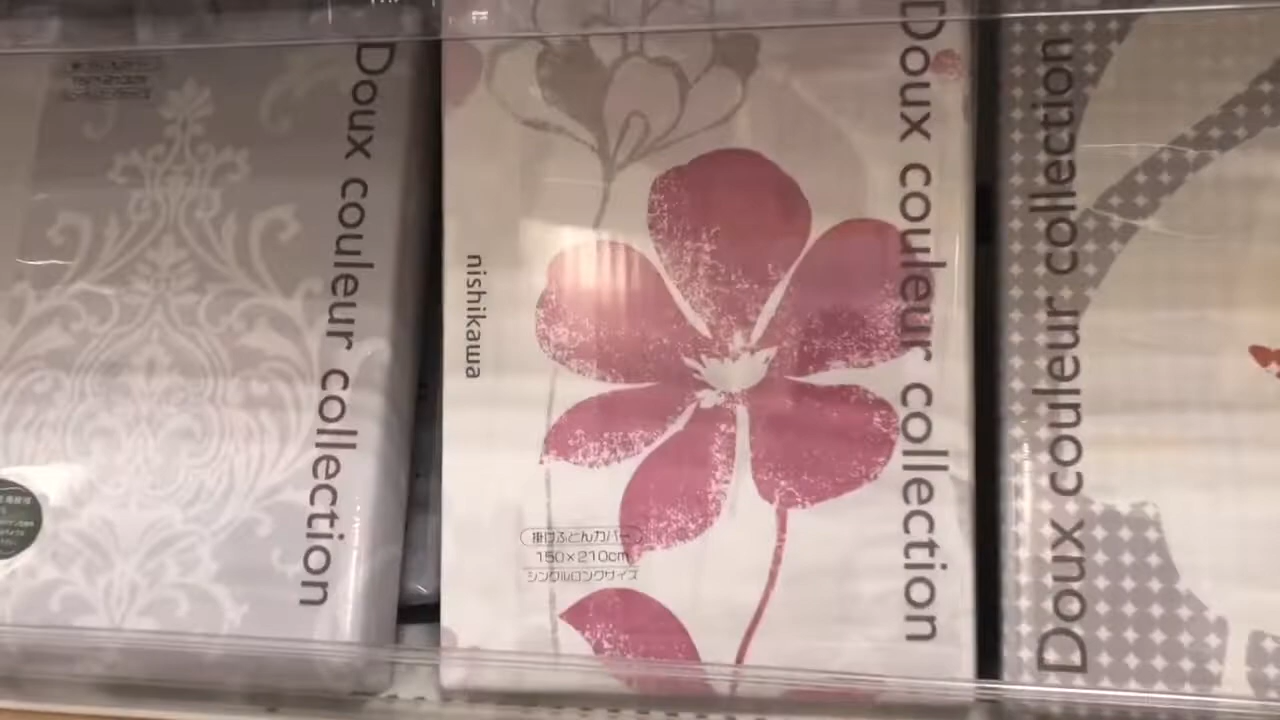 Doux couleur collection
nishikawa
掛けふとんカバー
150×210cm
シングルロングサイズ
Doux couleur collection
Doux couleur collection